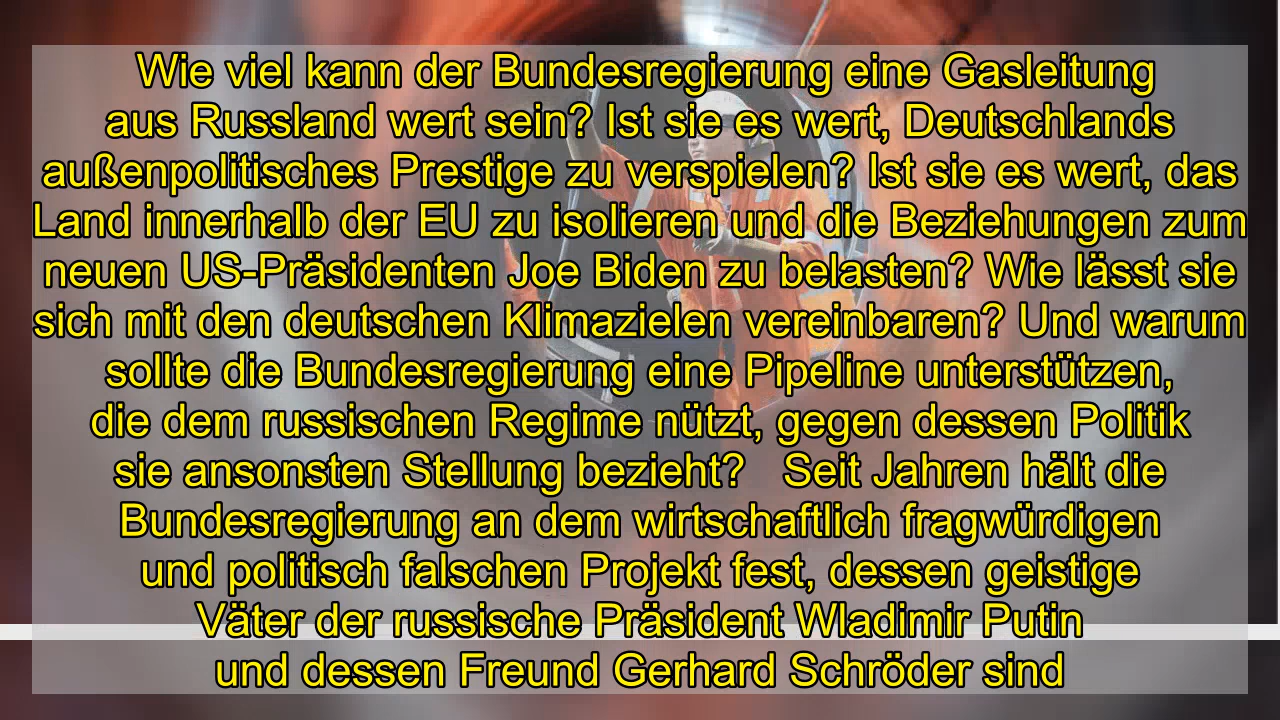 Wie viel kann der Bundesregierung eine Gasleitung
aus Russland wert sein? Ist sie es wert, Deutschlands
außenpolitisches Prestige zu verspielen? Ist sie es wert, das
Land innerhalb der EU zu isolieren und die Beziehungen zum
neuen US-Präsidenten Joe Biden zu belasten? Wie lässt sie
sich mit den deutschen Klimazielen vereinbaren? Und warum
sollte die Bundesregierung eine Pipeline unterstützen,
die dem russischen Regime nützt, gegen dessen Politik
sie ansonsten Stellung bezieht?   Seit Jahren hält die
Bundesregierung an dem wirtschaftlich fragwürdigen
und politisch falschen Projekt fest, dessen geistige
Väter der russische Präsident Wladimir Putin
und dessen Freund Gerhard Schröder sind